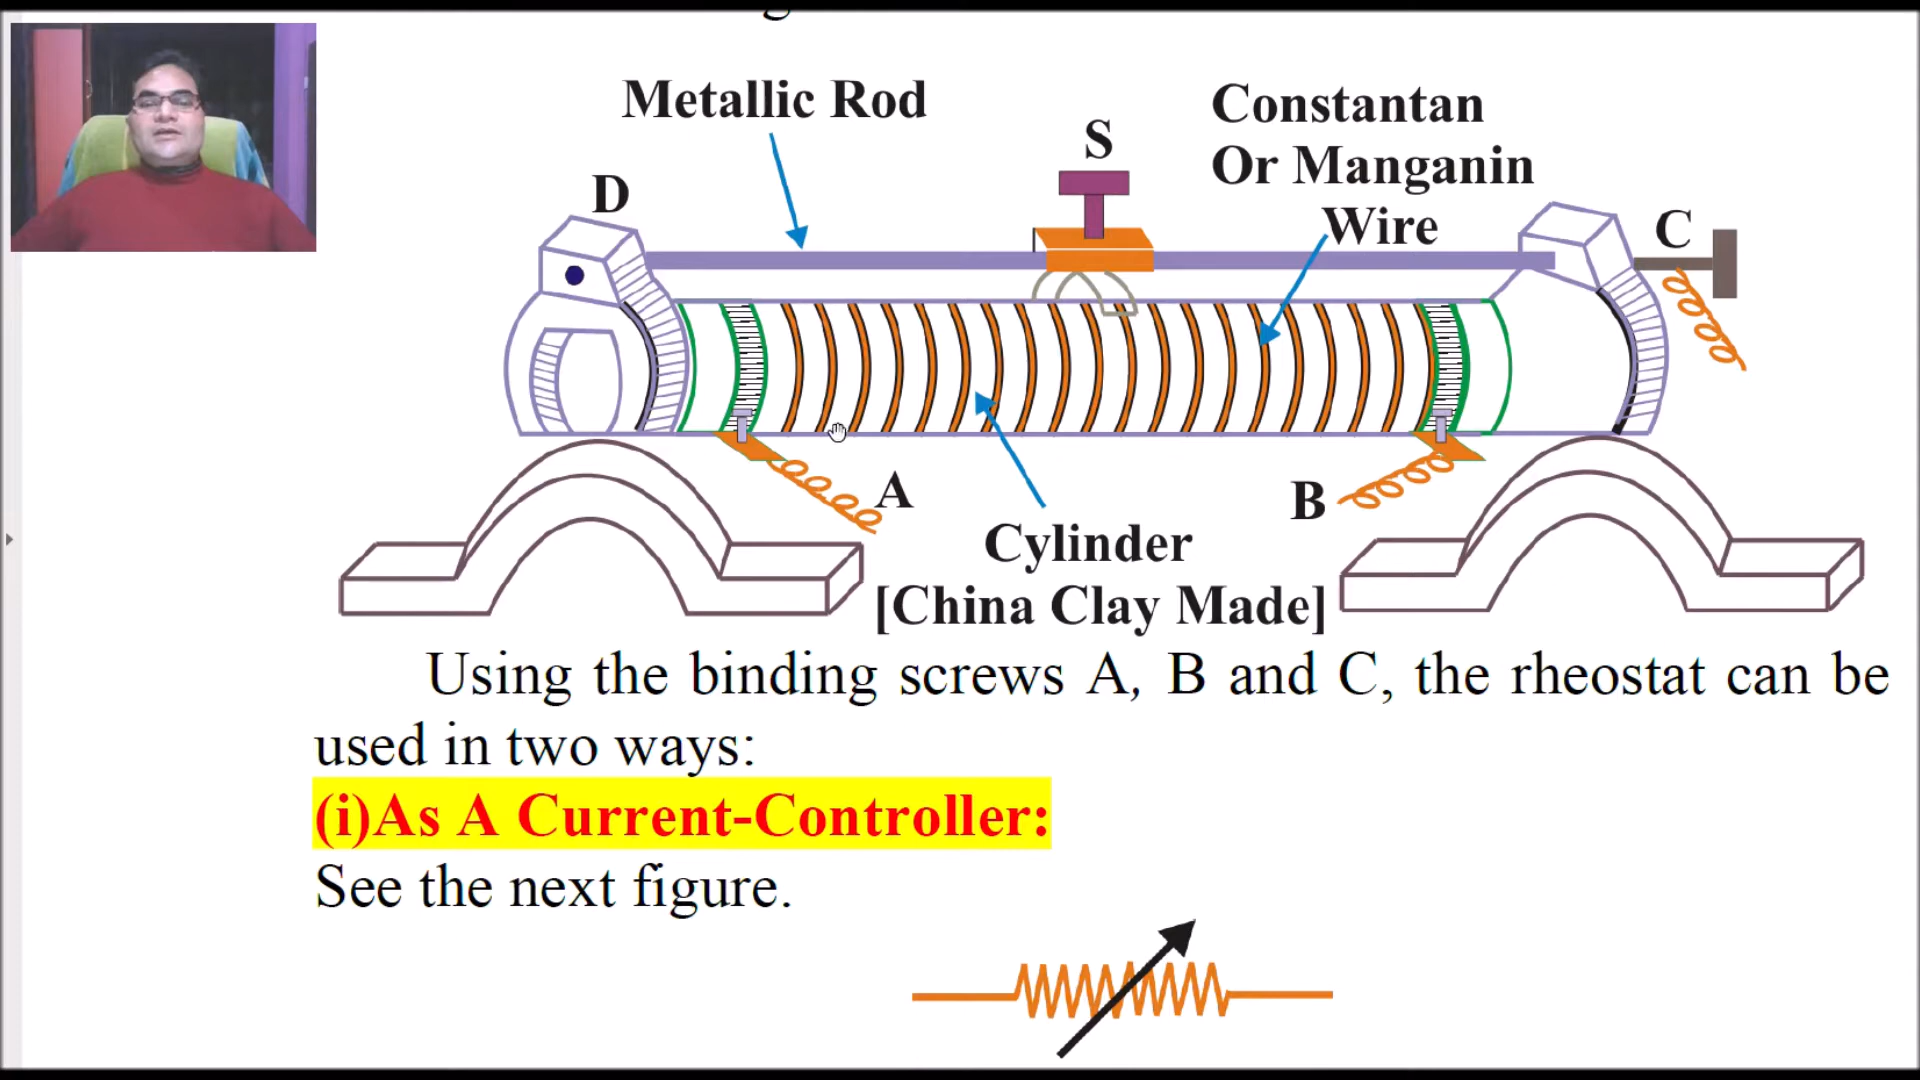 Metallic Rod
S
Constantan
Or Manganin
Wire
D
C
A
B
Cylinder
[China Clay Made]
Using the binding screws A, B and C, the rheostat can be
used in two ways:
(i)As A Current-Controller:
See the next figure.